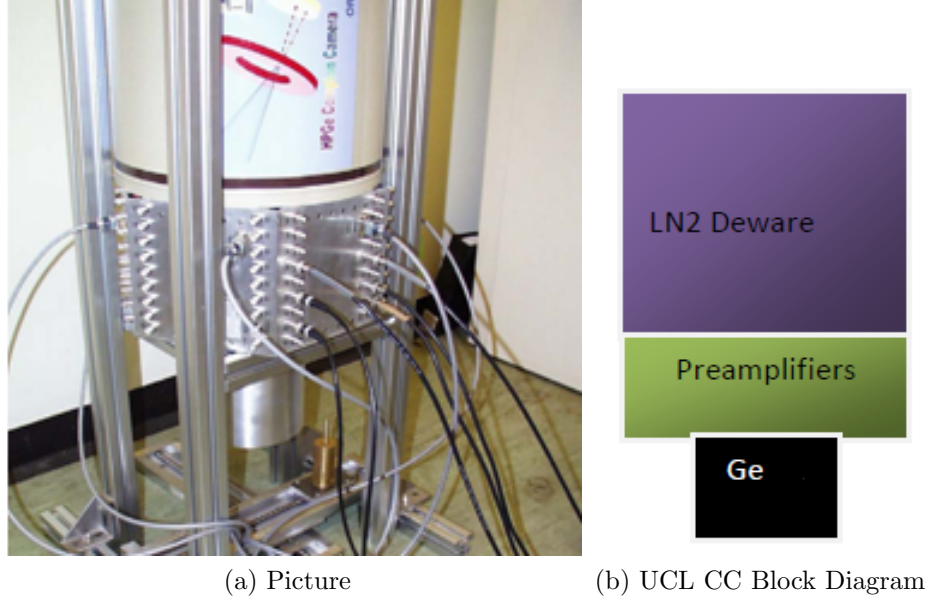 HPGe Compton Camera
LN2 Deware
Preamplifiers
Ge
(a) Picture
(b) UCL CC Block Diagram